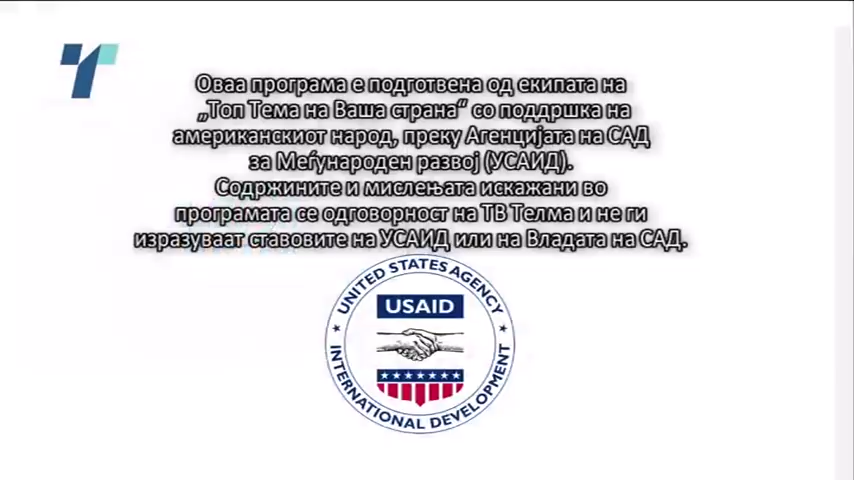 Оваа програма е подготвена од екипата на
„Топ Тема на Ваша страна“ со поддршка на
американскиот народ, преку Агенцијата на САД
за Меѓународен развој (УСАИД).
Содржините и мислењата искажани во
програмата се одговорност на ТВ Телма и не ги
изразуваат ставовите на УСАИД или на Владата на САД.
UNITED STATES AGENCY
USAID
INTERNATIONAL DEVELOPMENT